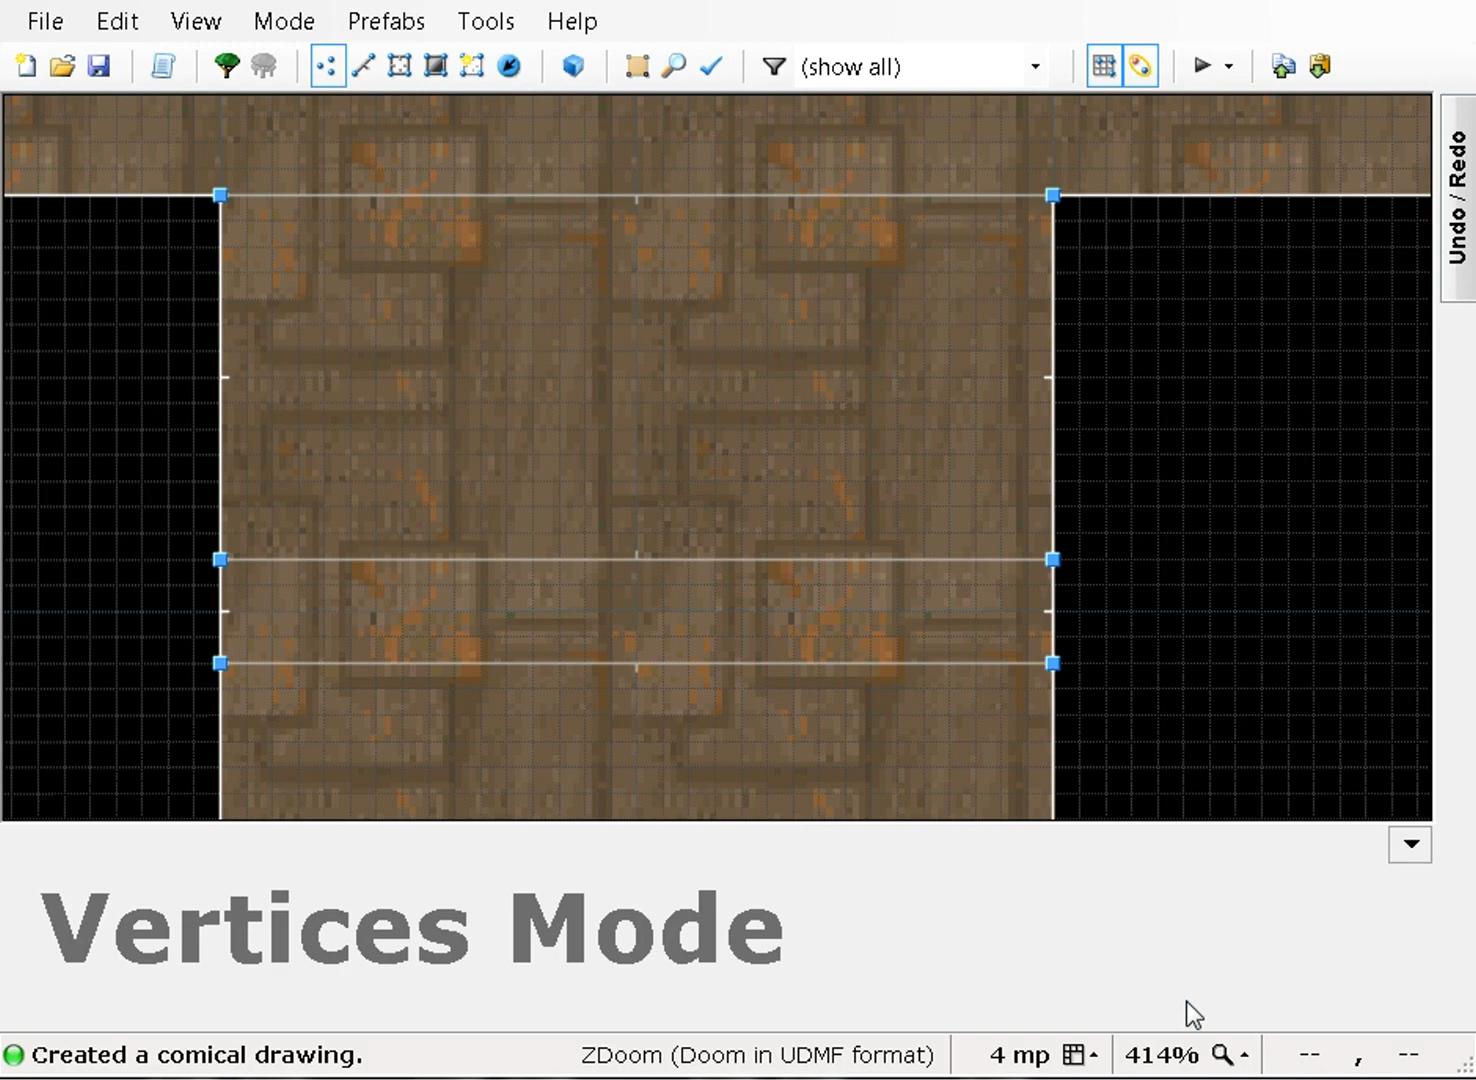 File Edit View Mode Prefabs Tools Help
(show all)
Undo / Redo
Vertices Mode
Created a comical drawing. ZDoom (Doom in UDMF format) 4 mp 414% -- , --